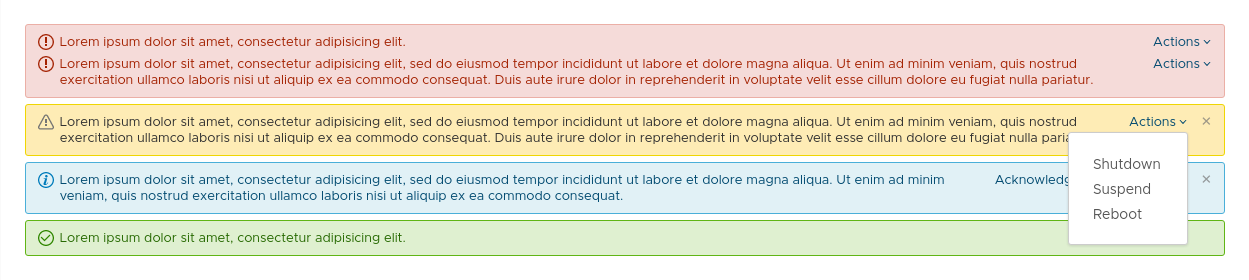 Lorem ipsum dolor sit amet, consectetur adipisicing elit. Actions
Lorem ipsum dolor sit amet, consectetur adipisicing elit, sed do eiusmod tempor incididunt ut labore et dolore magna aliqua. Ut enim ad minim veniam, quis nostrud Actions
exercitation ullamco laboris nisi ut aliquip ex ea commodo consequat. Duis aute irure dolor in reprehenderit in voluptate velit esse cillum dolore eu fugiat nulla pariatur.
Lorem ipsum dolor sit amet, consectetur adipisicing elit, sed do eiusmod tempor incididunt ut labore et dolore magna aliqua. Ut enim ad minim veniam, quis nostrud Actions
exercitation ullamco laboris nisi ut aliquip ex ea commodo consequat. Duis aute irure dolor in reprehenderit in voluptate velit esse cillum dolore eu fugiat nulla
Shutdown
Suspend
Reboot
Lorem ipsum dolor sit amet, consectetur adipisicing elit, sed do eiusmod tempor incididunt ut labore et dolore magna aliqua. Ut enim ad minim
veniam, quis nostrud exercitation ullamco laboris nisi ut aliquip ex ea commodo consequat.
Lorem ipsum dolor sit amet, consectetur adipisicing elit.